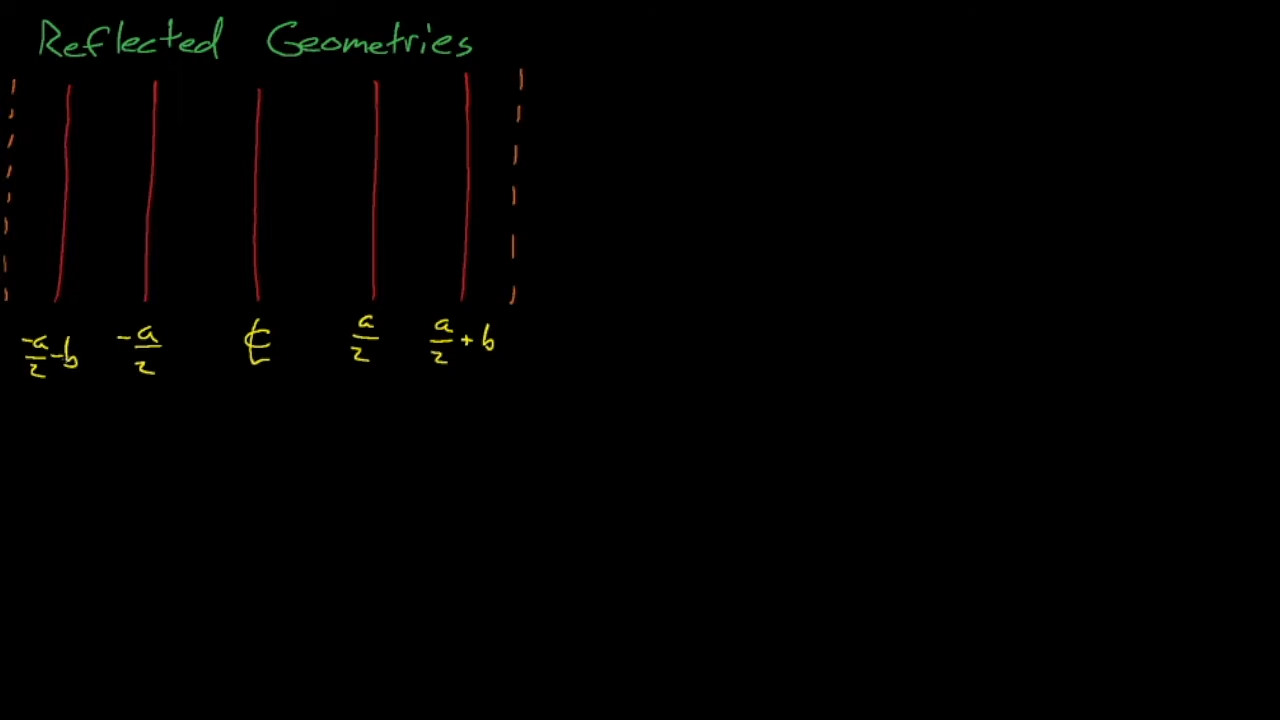 Reflected Geometries
-a/2 - b   -a/2   ℄   a/2   a/2 + b